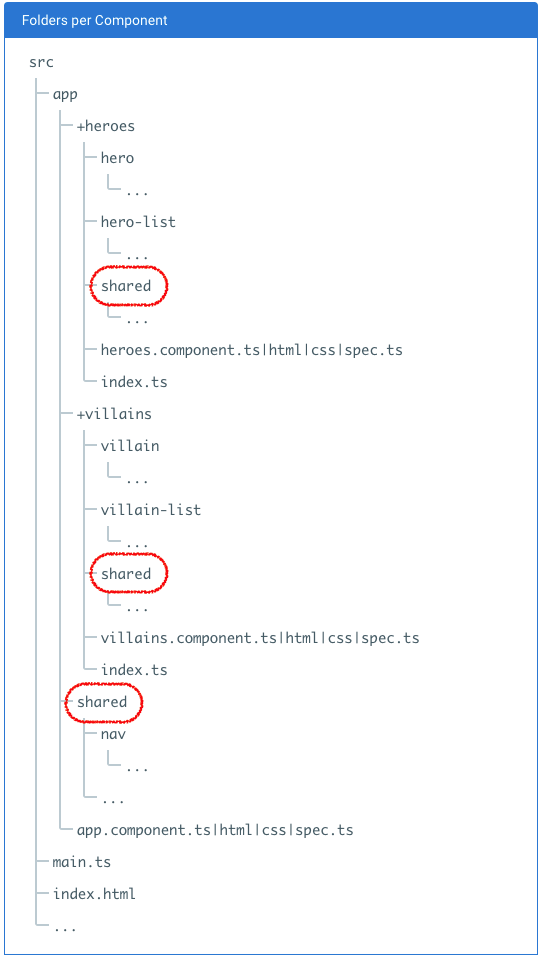 Folders per Component
src
app
+heroes
hero
...
hero-list
...
shared
...
heroes.component.ts|html|css|spec.ts
index.ts
+villains
villain
...
villain-list
...
shared
...
villains.component.ts|html|css|spec.ts
index.ts
shared
nav
...
...
app.component.ts|html|css|spec.ts
main.ts
index.html
...